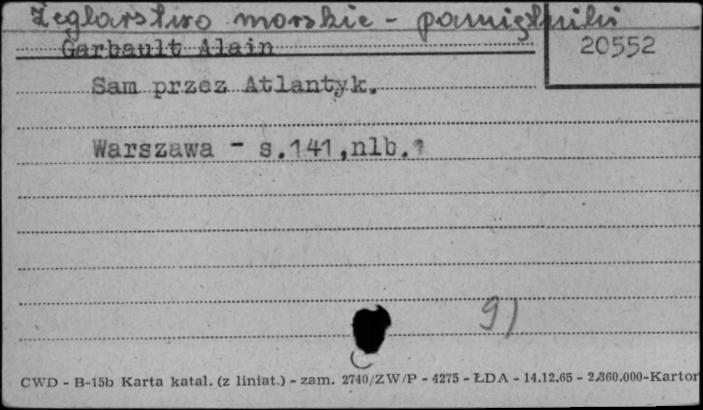 Żeglarstwo morskie - pamiętniki
Garbault Alain
20552
Sam przez Atlantyk.
Warszawa - s.141,nlb.1
91
CWD - B-15b Karta katal. (z liniat.) - zam. 2740/ZW/P - 4275 - ŁDA - 14.12.65 - 2.360.000-Karton